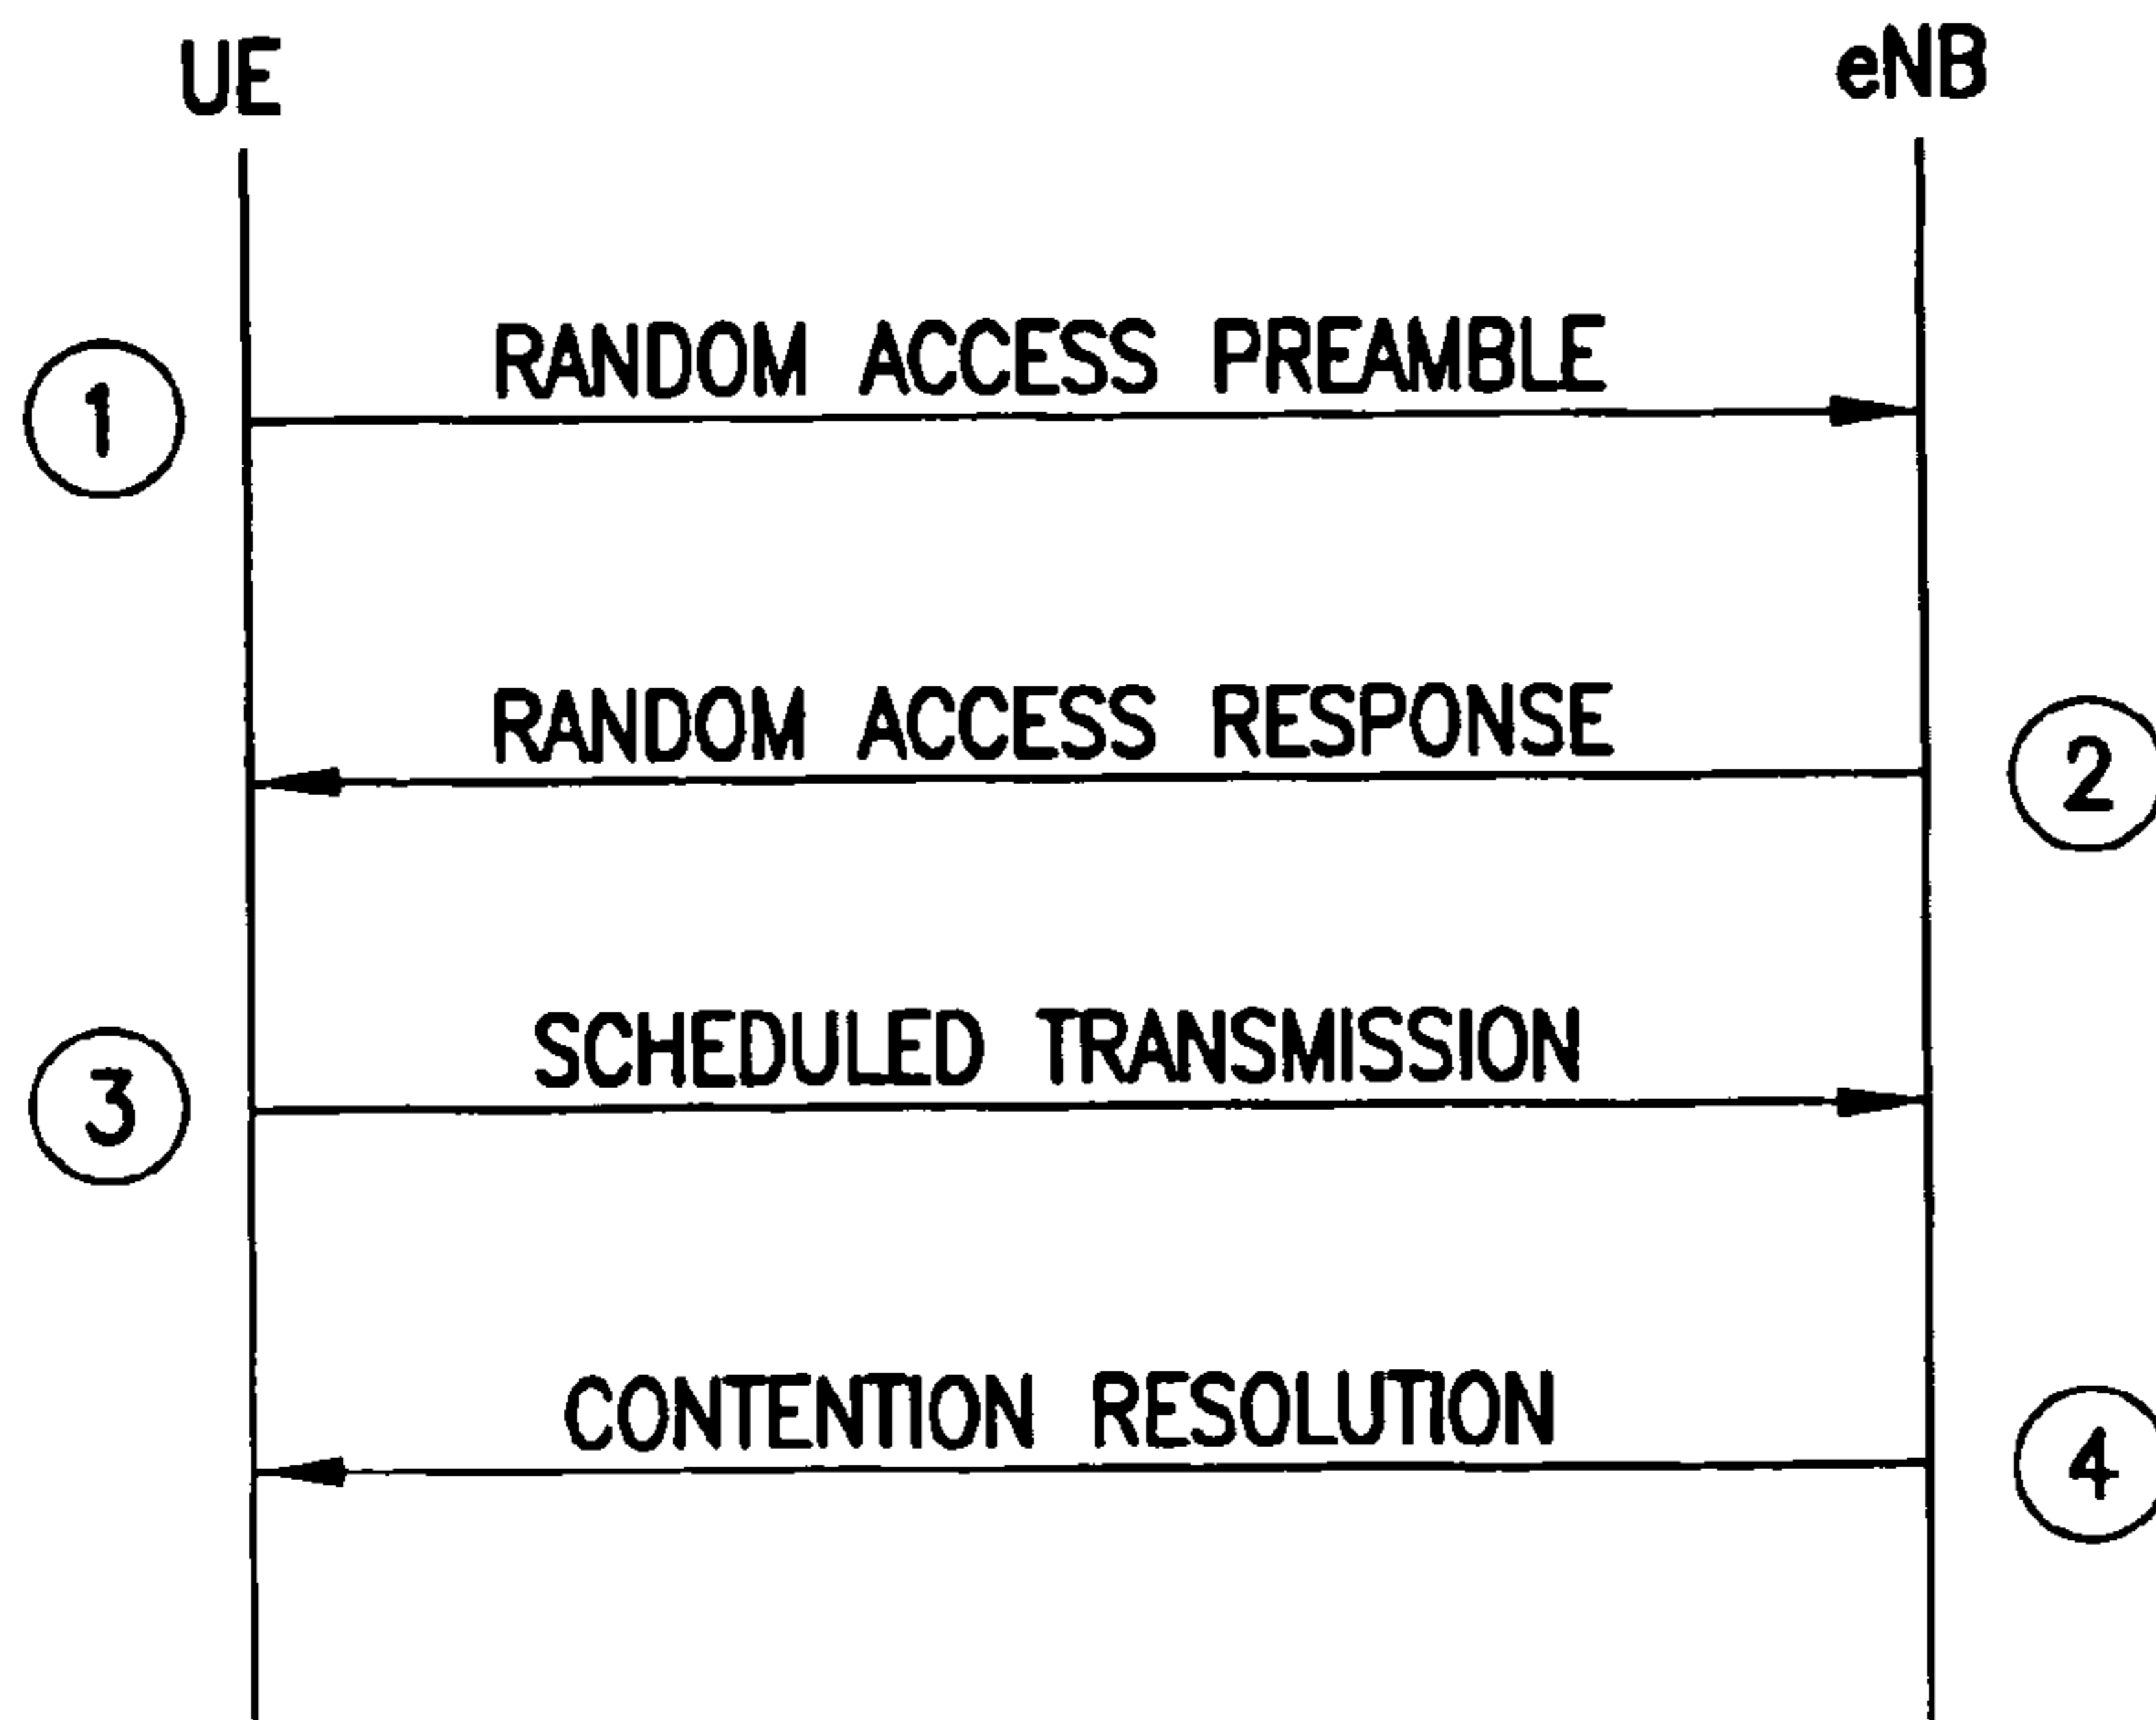 UE eNB
RANDOM ACCESS PREAMBLE
1
RANDOM ACCESS RESPONSE
2
SCHEDULED TRANSMISSION
3
CONTENTION RESOLUTION
4